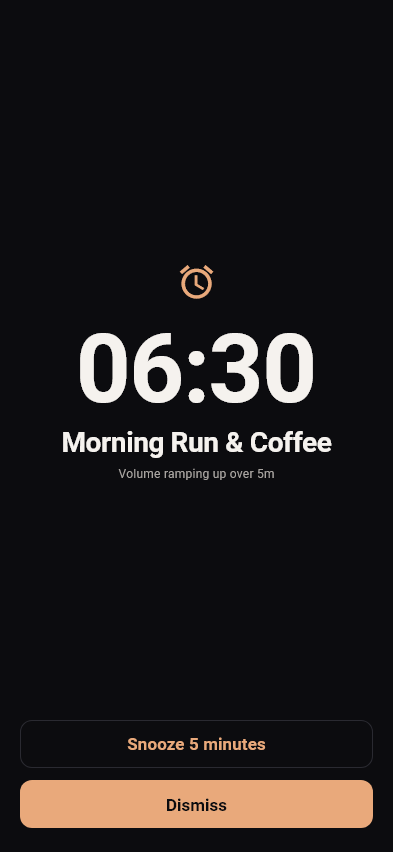 06:30
Morning Run & Coffee
Volume ramping up over 5m
Snooze 5 minutes
Dismiss